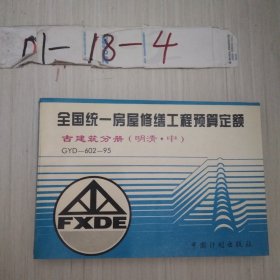 D1-18-4
全国统一房屋修缮工程预算定额
古建筑分册（明清·中）
GYD—602—95
FXDE
中国计划出版社